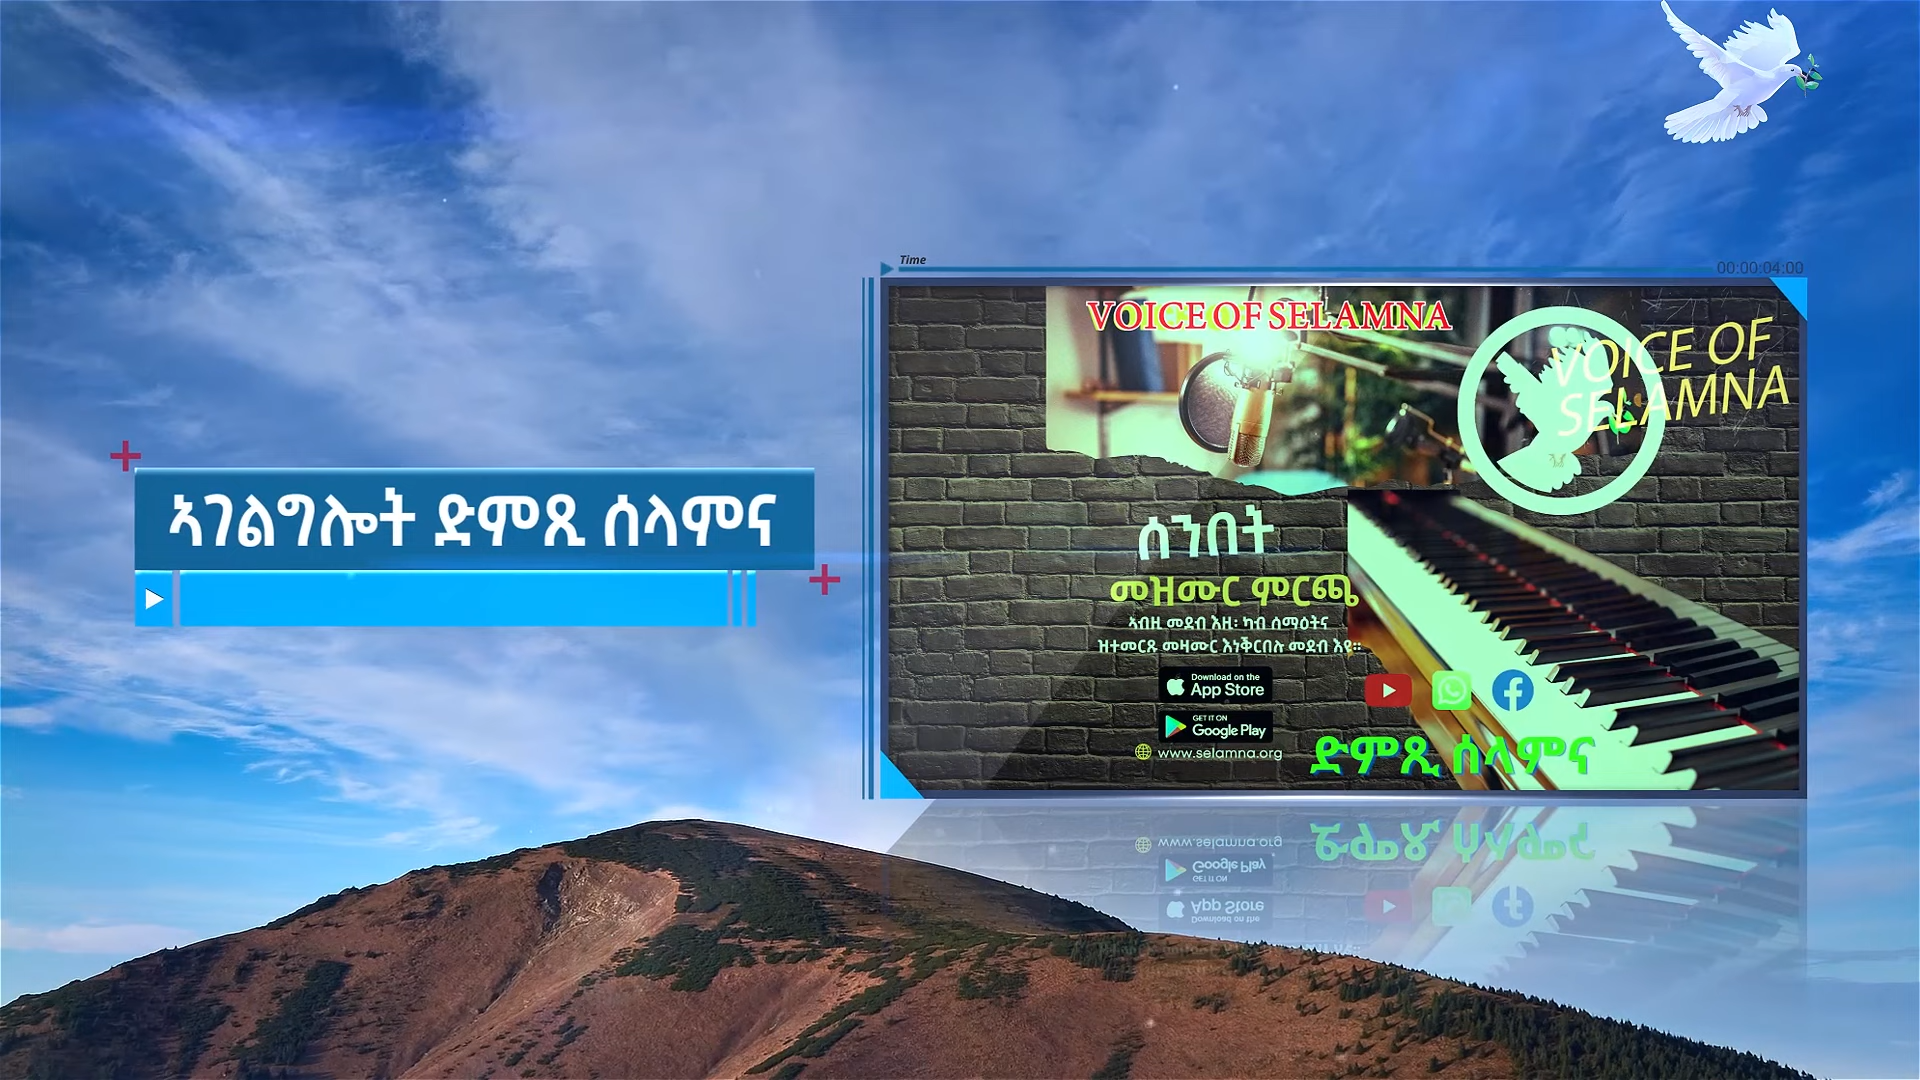 Time
00:00:04:00
ኣገልግሎት ድምጺ ሰላምና
VOICE OF SELAMNA
VOICE OF
SELAMNA
ሰንበት
መዝሙር ምርጫ
ኣብዚ መደብ እዚ፡ ካብ ሰማዕትና
ዝተመርጹ መዛሙር እነቕርበሉ መደብ እዩ።
Download on the
App Store
GET IT ON
Google Play
www.selamna.org
ድምጺ ሰላምና